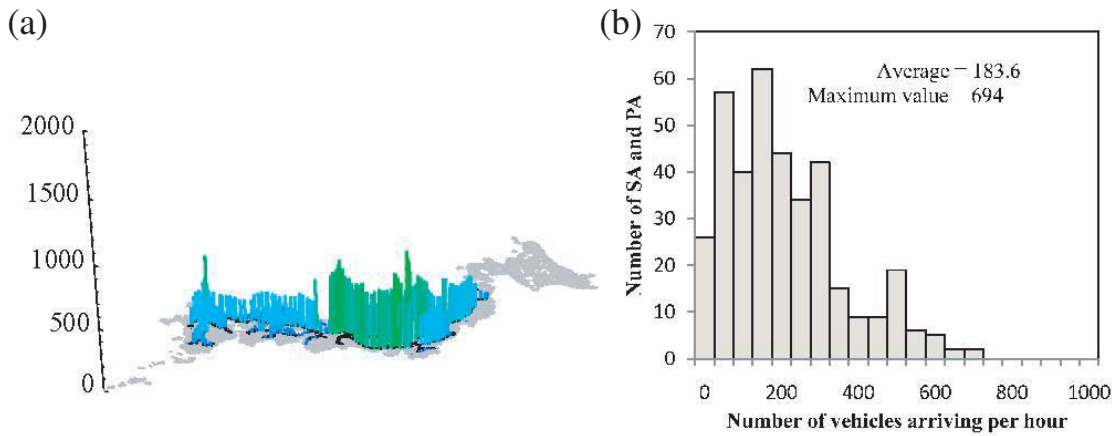 (a)
2000
1500
1000
500
0
(b)
Number of SA and PA
70
60
50
40
30
20
10
0
Average = 183.6
Maximum value 694
0 200 400 600 800 1000
Number of vehicles arriving per hour